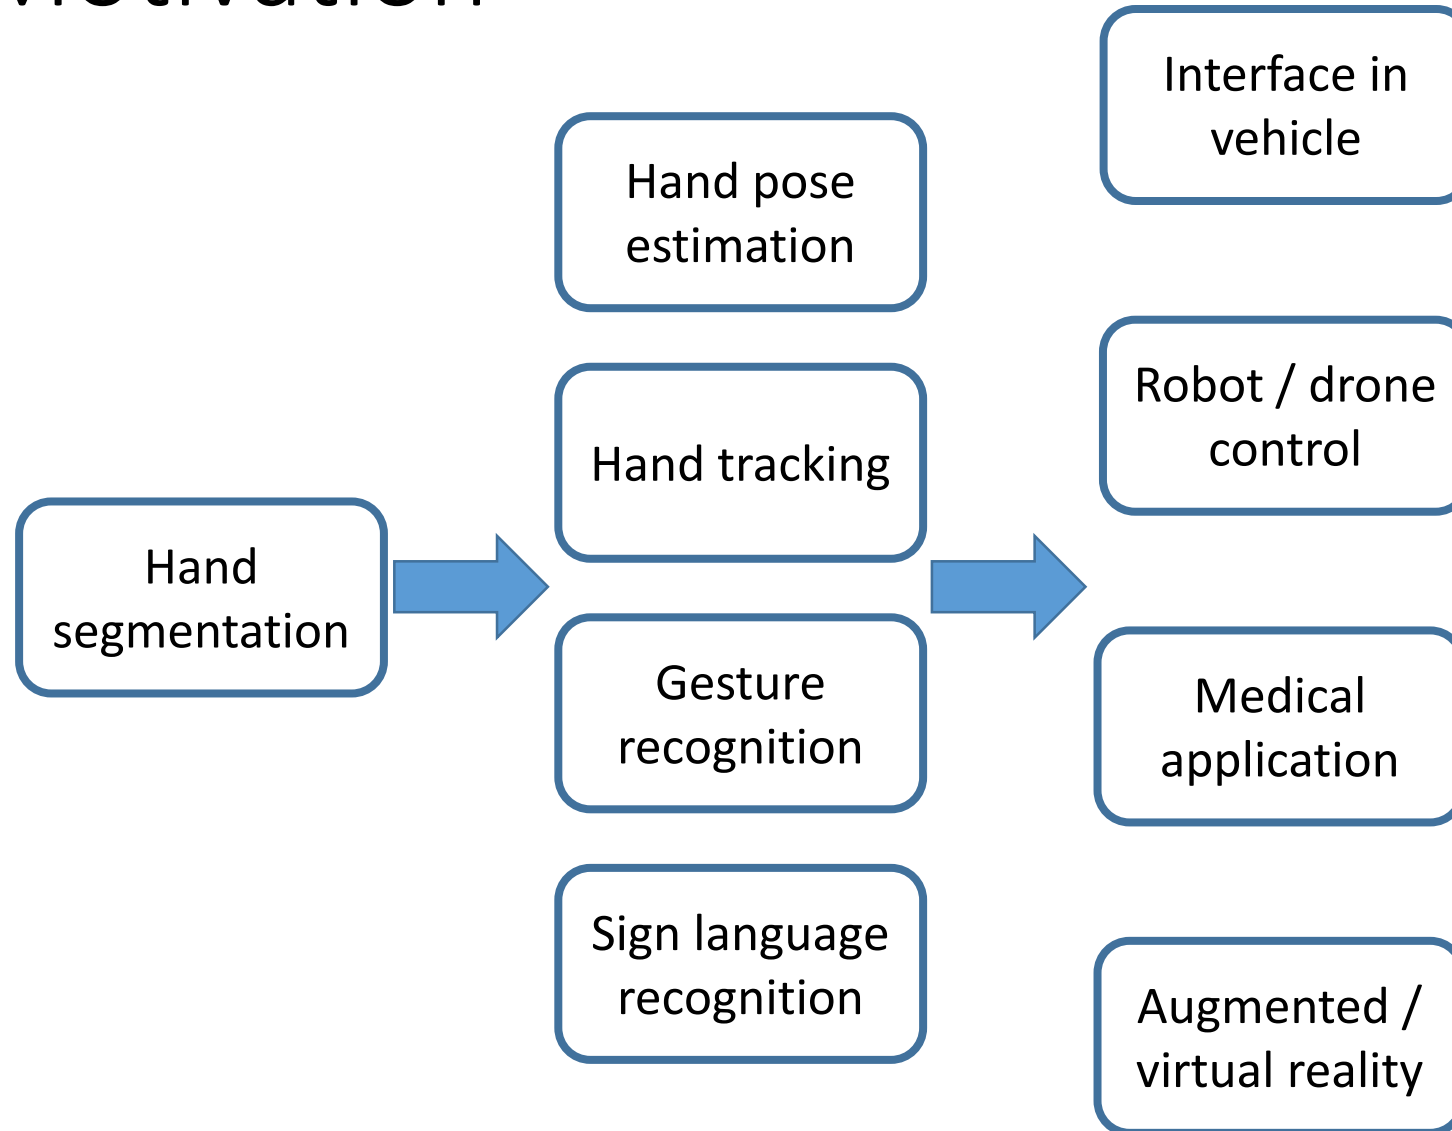 Motivation
Hand
segmentation
Hand pose
estimation
Hand tracking
Gesture
recognition
Sign language
recognition
Interface in
vehicle
Robot / drone
control
Medical
application
Augmented /
virtual reality